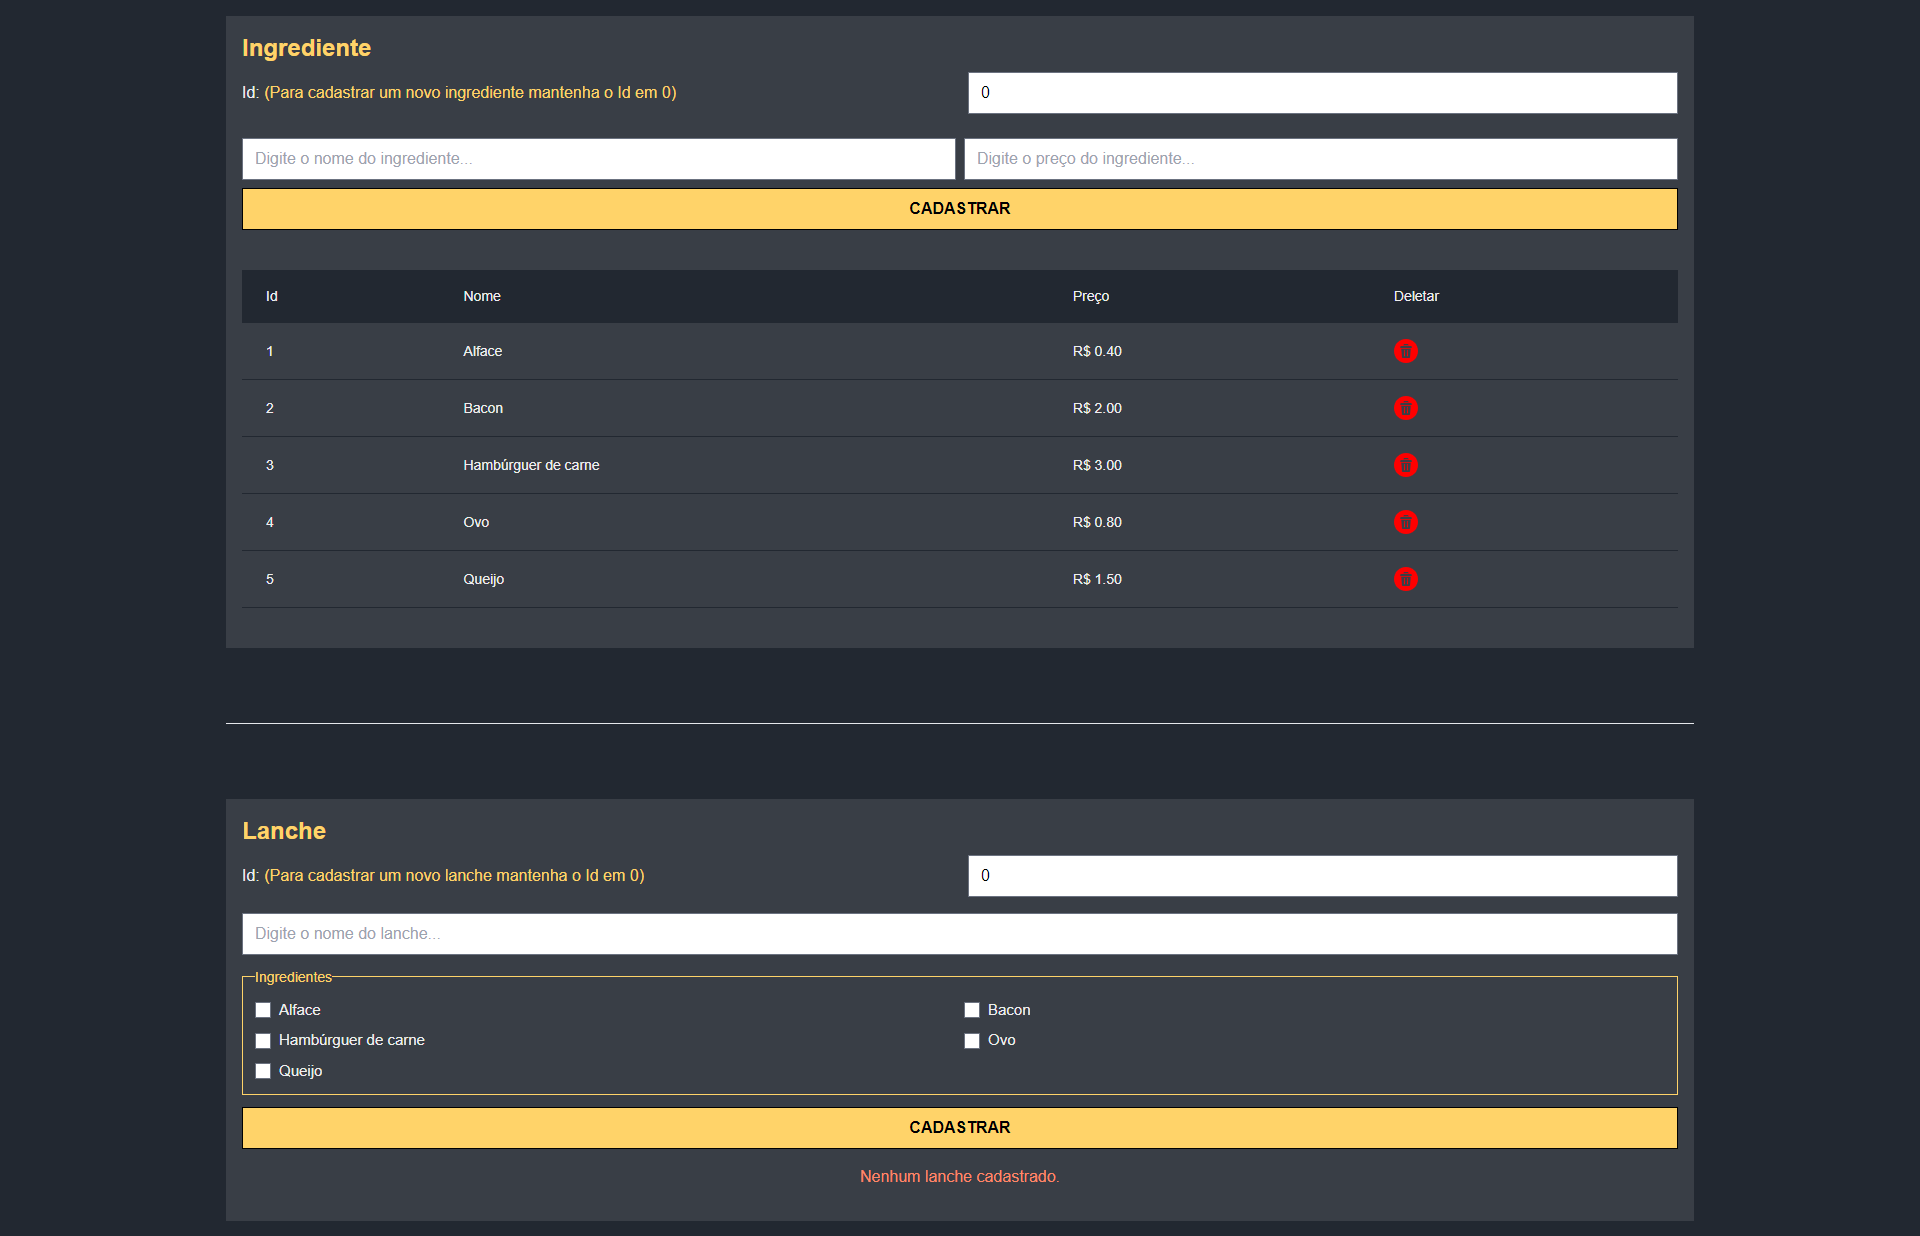 Ingrediente
Id: (Para cadastrar um novo ingrediente mantenha o Id em 0)
0
Digite o nome do ingrediente...
Digite o preço do ingrediente...
CADASTRAR
Id Nome Preço Deletar
1 Alface R$ 0.40
2 Bacon R$ 2.00
3 Hambúrguer de carne R$ 3.00
4 Ovo R$ 0.80
5 Queijo R$ 1.50
Lanche
Id: (Para cadastrar um novo lanche mantenha o Id em 0)
0
Digite o nome do lanche...
Ingredientes
Alface
Bacon
Hambúrguer de carne
Ovo
Queijo
CADASTRAR
Nenhum lanche cadastrado.